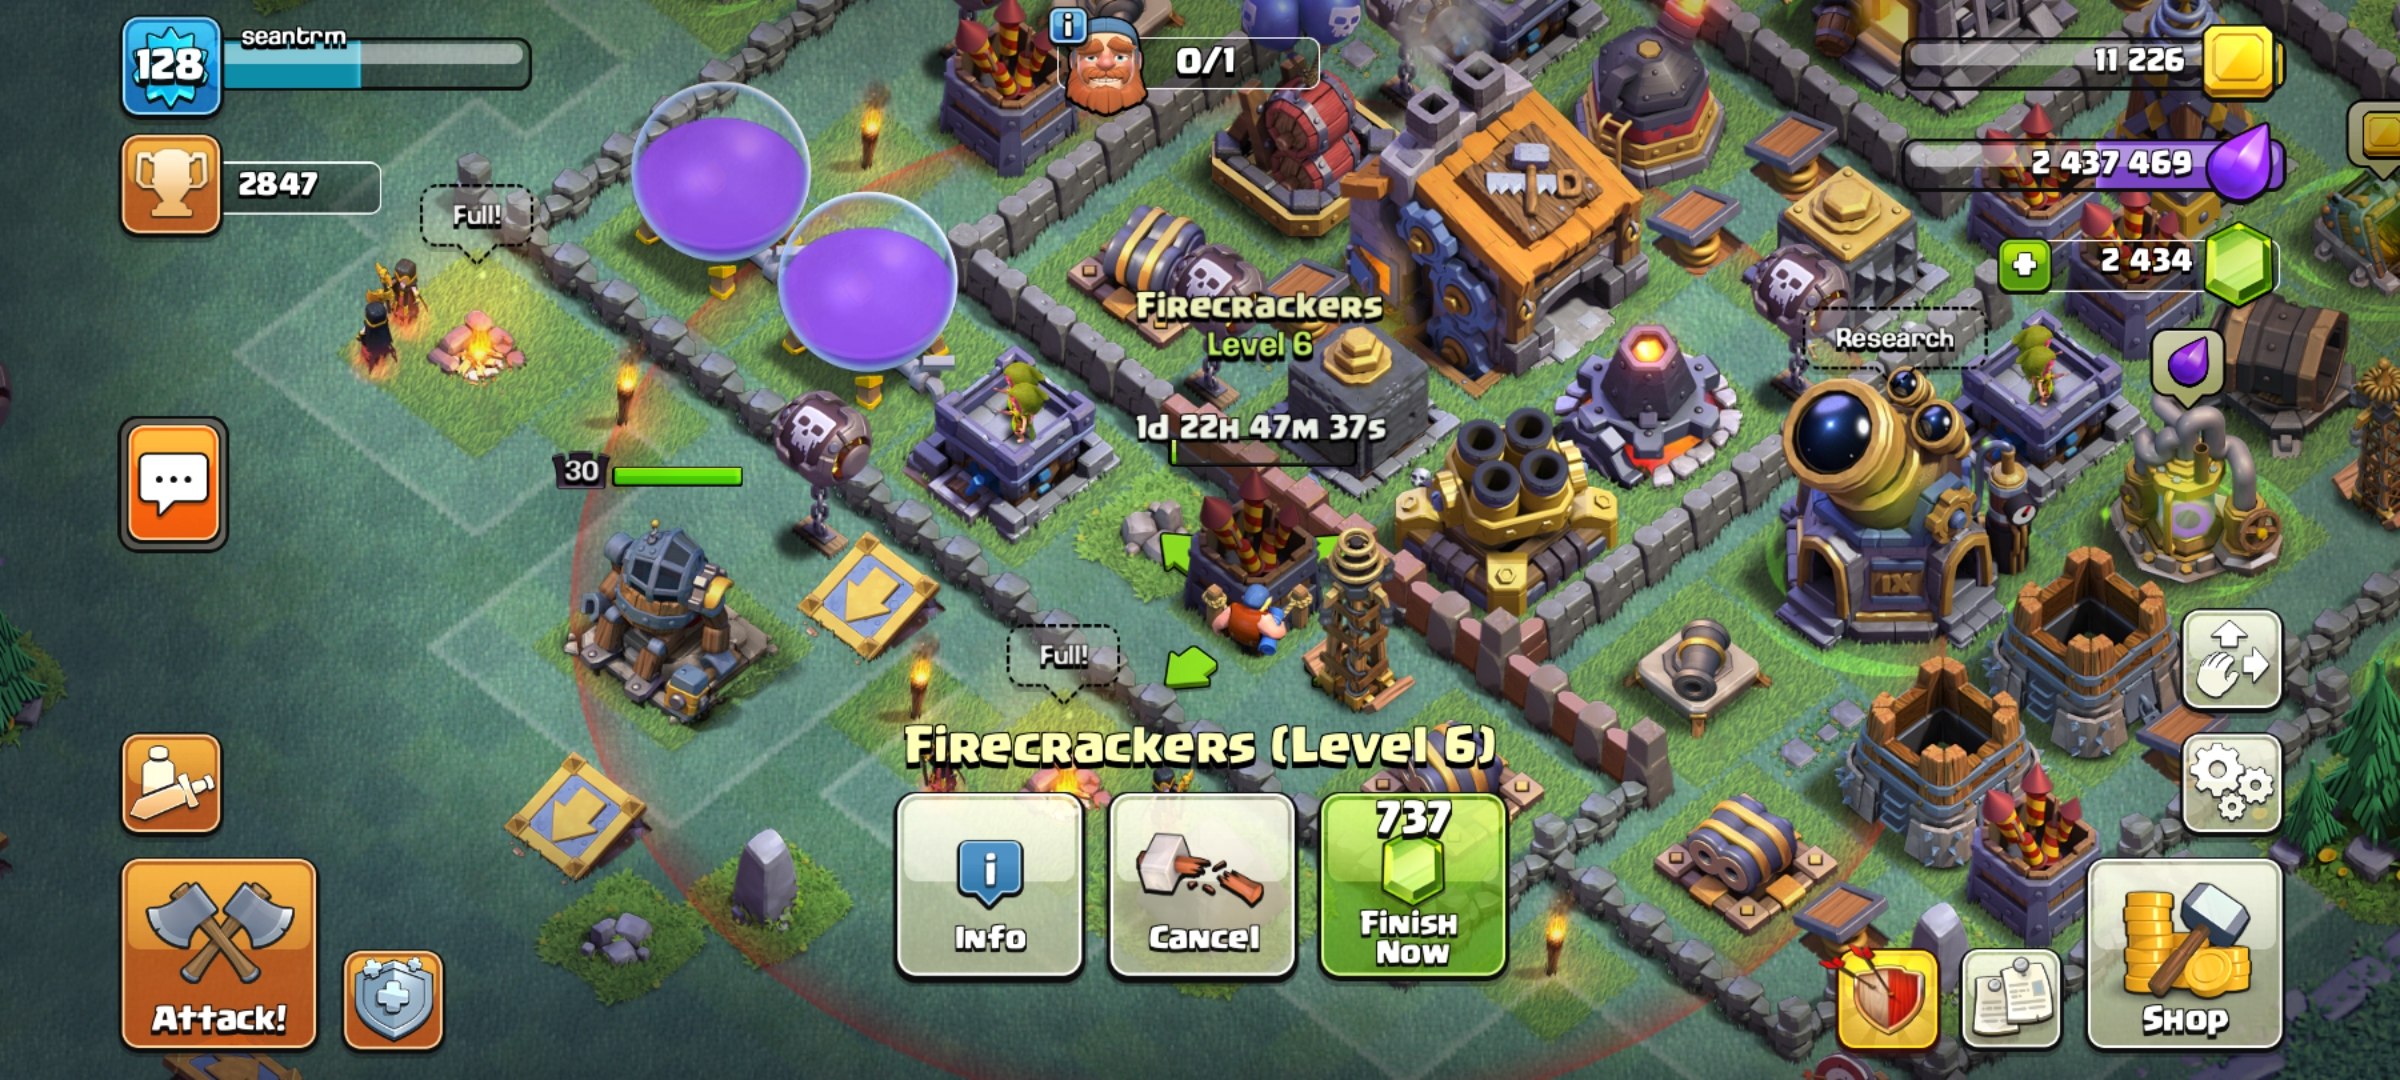 128
seantrm
0/1
11 226
2847
2 437 469
Full!
2 434
Firecrackers
Level 6
Research
1d 22H 47M 37s
30
IX
Full!
Firecrackers (Level 6)
737
Info
Cancel
Finish
Now
Attack!
Shop